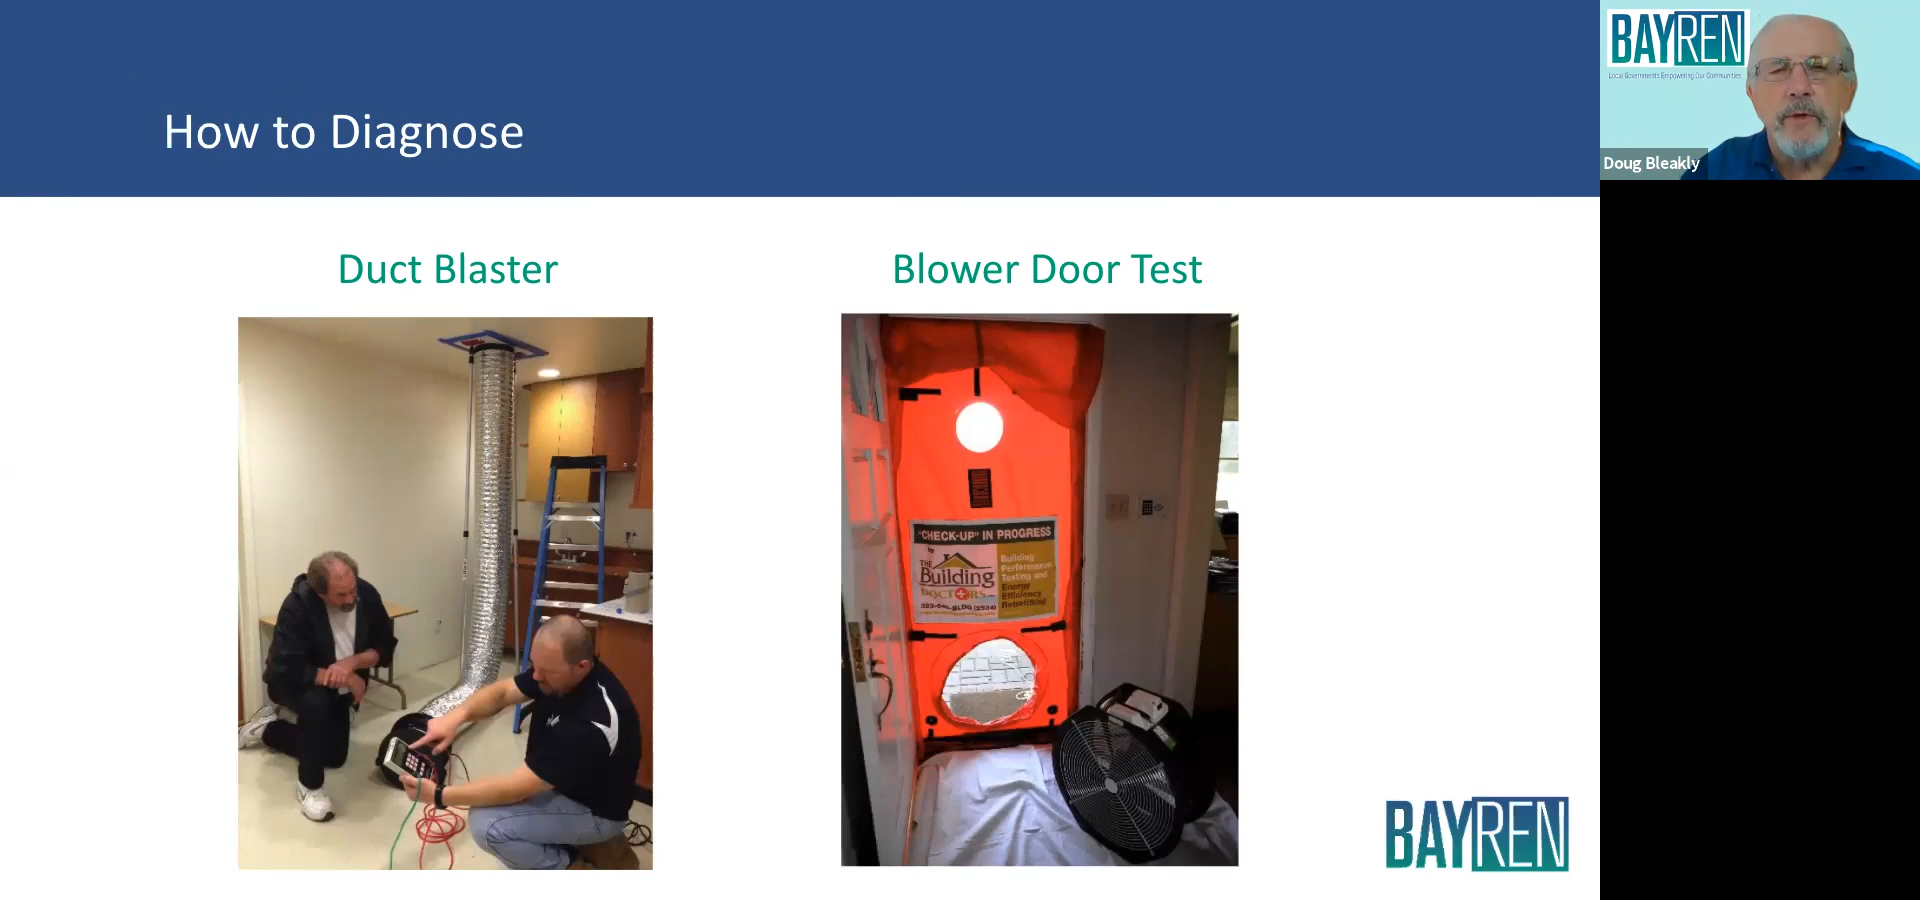 How to Diagnose
BAYREN
Local Governments Empowering Our Communities
Doug Bleakly
Duct Blaster
Blower Door Test
"CHECK-UP" IN PROGRESS
by
THE
Building
DOCTORS
Building
Performance
Testing and
Energy
Efficiency
Retrofitting
BAYREN